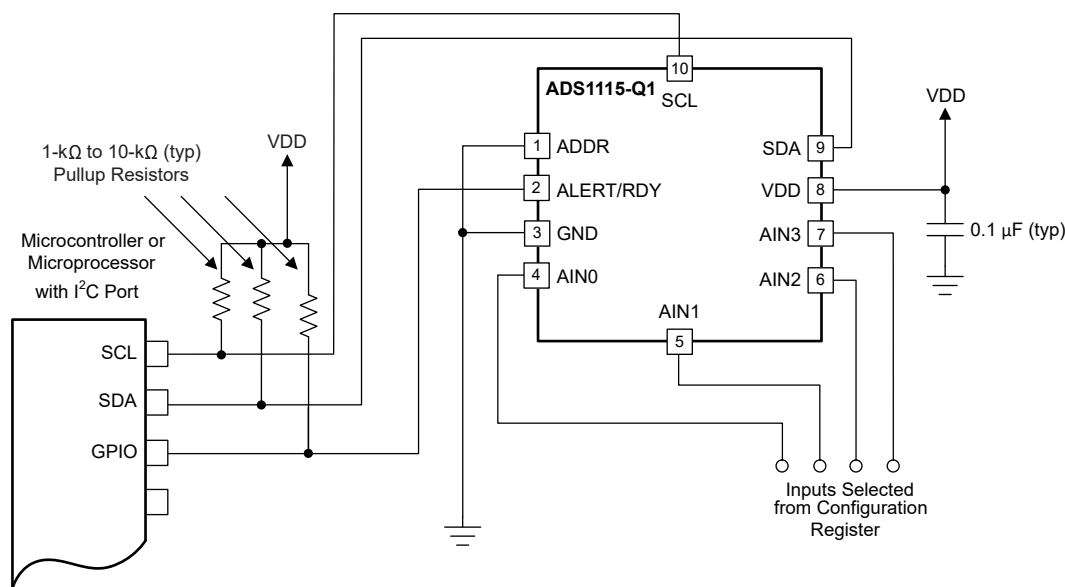 10
ADS1115-Q1
SCL
VDD
1-kΩ to 10-kΩ (typ)
Pullup Resistors
VDD
1
ADDR
SDA
9
2
ALERT/RDY
VDD
8
3
GND
AIN3
7
0.1 μF (typ)
Microcontroller or
Microprocessor
with I²C Port
4
AIN0
AIN2
6
AIN1
5
SCL
SDA
GPIO
Inputs Selected
from Configuration
Register